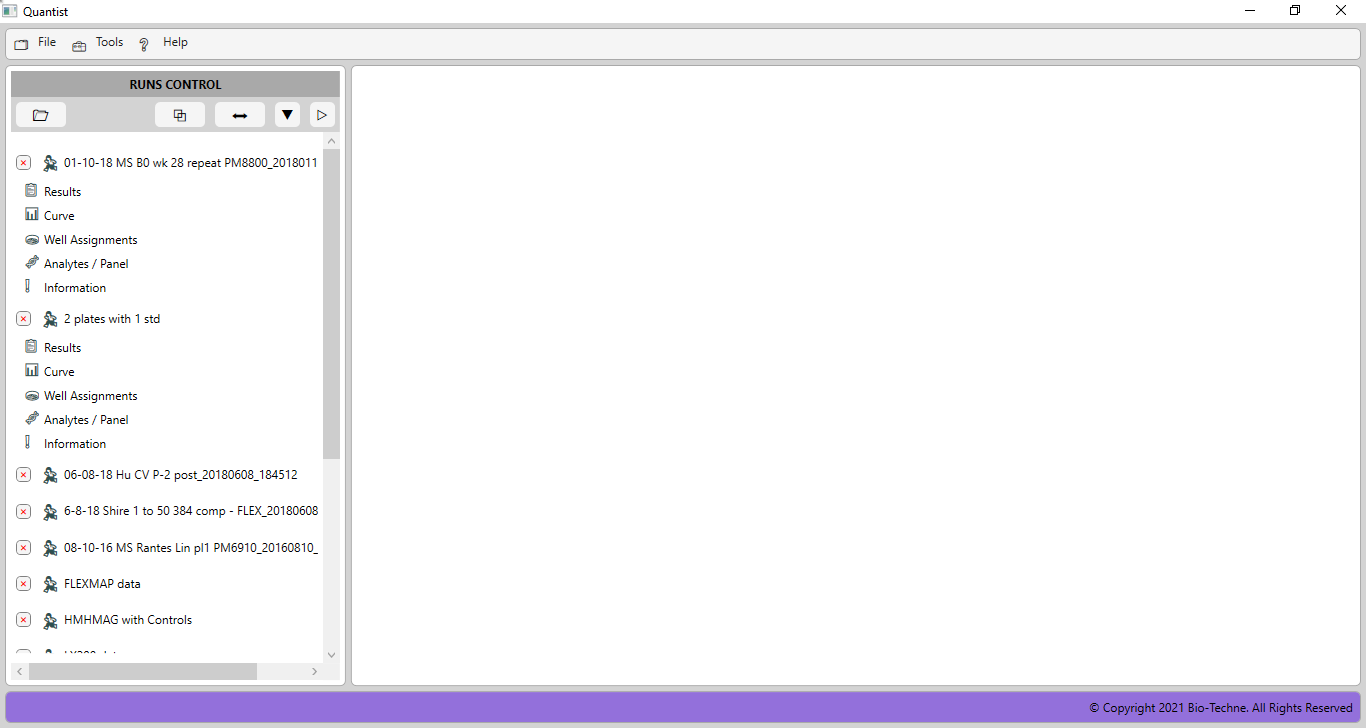 Quantist
File Tools Help
RUNS CONTROL
01-10-18 MS B0 wk 28 repeat PM8800_2018011
Results
Curve
Well Assignments
Analytes / Panel
Information
2 plates with 1 std
Results
Curve
Well Assignments
Analytes / Panel
Information
06-08-18 Hu CV P-2 post_20180608_184512
6-8-18 Shire 1 to 50 384 comp - FLEX_20180608
08-10-16 MS Rantes Lin pl1 PM6910_20160810_
FLEXMAP data
HMHMAG with Controls
© Copyright 2021 Bio-Techne. All Rights Reserved